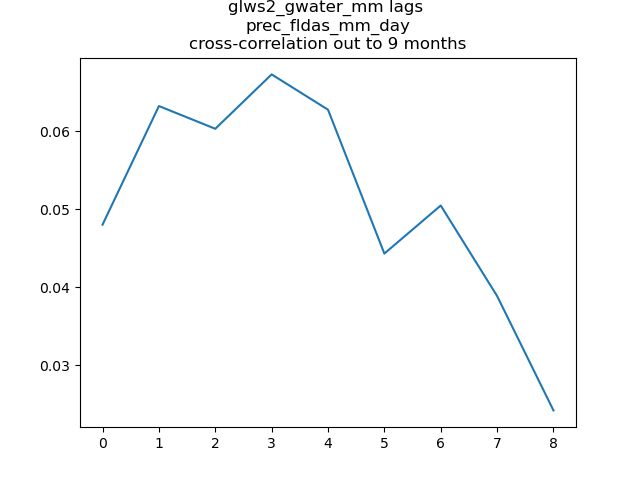 glws2_gwater_mm lags
prec_fldas_mm_day
cross-correlation out to 9 months
0.06
0.05
0.04
0.03
0 1 2 3 4 5 6 7 8